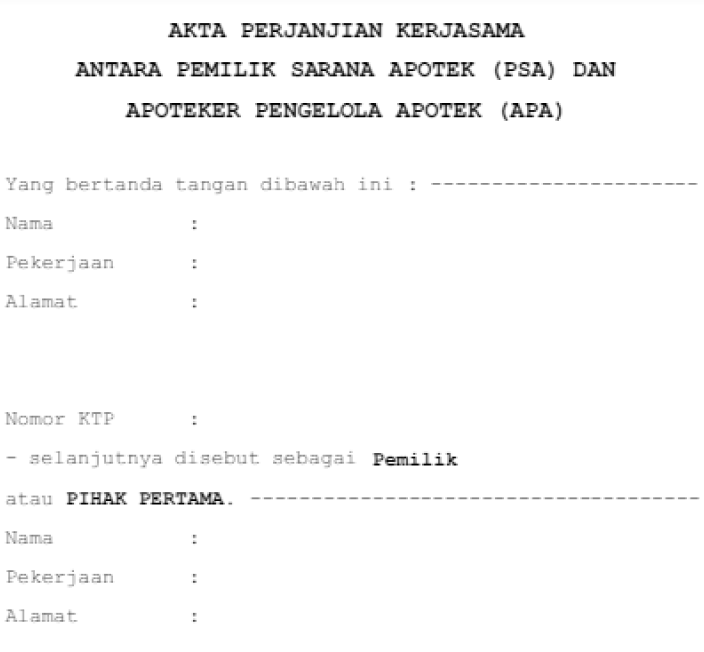 AKTA PERJANJIAN KERJASAMA
ANTARA PEMILIK SARANA APOTEK (PSA) DAN
APOTEKER PENGELOLA APOTEK (APA)
Yang bertanda tangan dibawah ini : ----------------------
Nama :
Pekerjaan :
Alamat :
Nomor KTP :
- selanjutnya disebut sebagai Pemilik
atau PIHAK PERTAMA. -------------------------------------
Nama :
Pekerjaan :
Alamat :